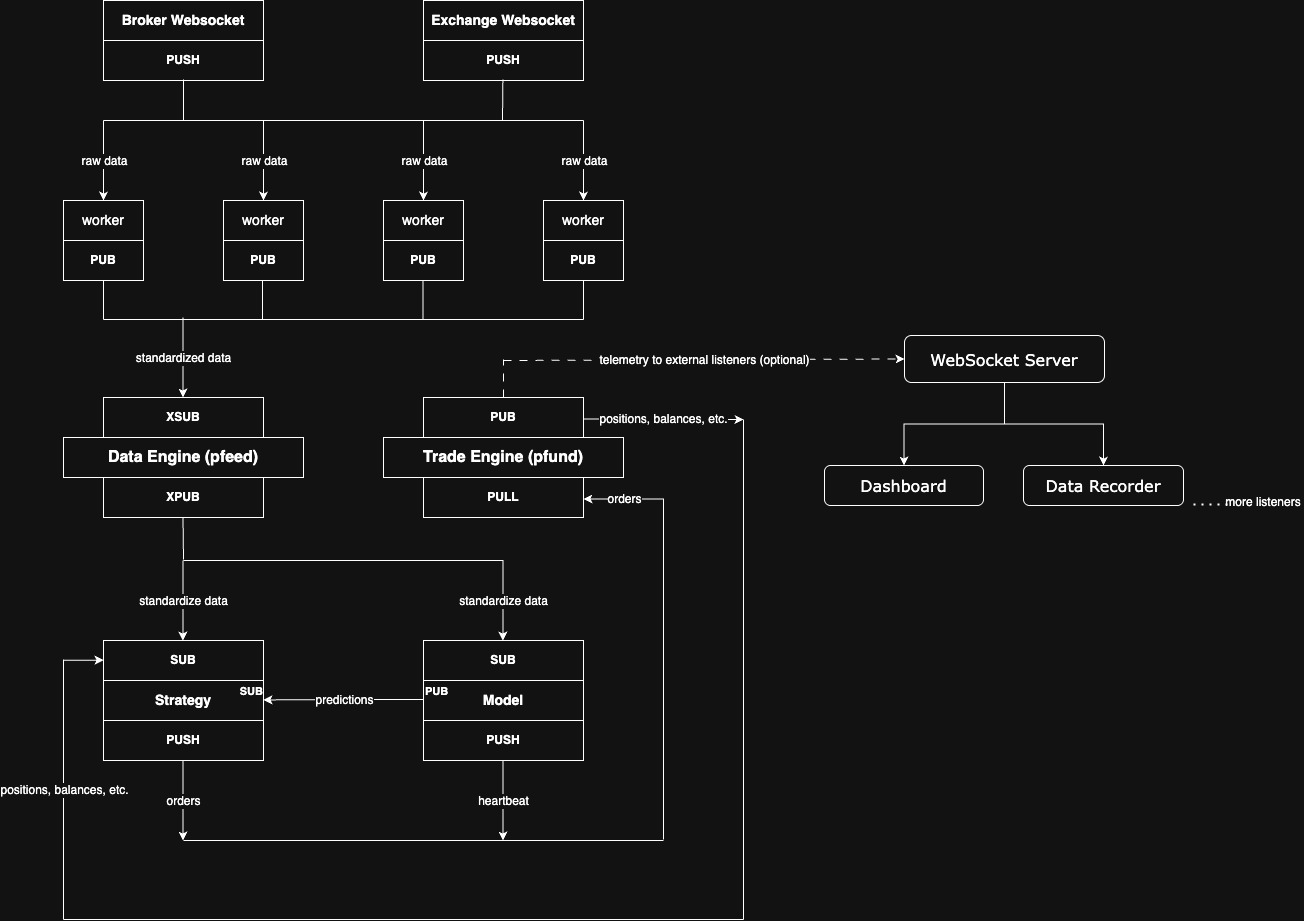 Broker Websocket
Exchange Websocket
PUSH
PUSH
raw data
raw data
raw data
raw data
worker
worker
worker
worker
PUB
PUB
PUB
PUB
standardized data
telemetry to external listeners (optional)
WebSocket Server
XSUB
PUB
positions, balances, etc.
Data Engine (pfeed)
Trade Engine (pfund)
Dashboard
Data Recorder
XPUB
PULL
orders
.... more listeners
standardize data
standardize data
SUB
SUB
Strategy
SUB
predictions
PUB
Model
PUSH
PUSH
positions, balances, etc.
orders
heartbeat